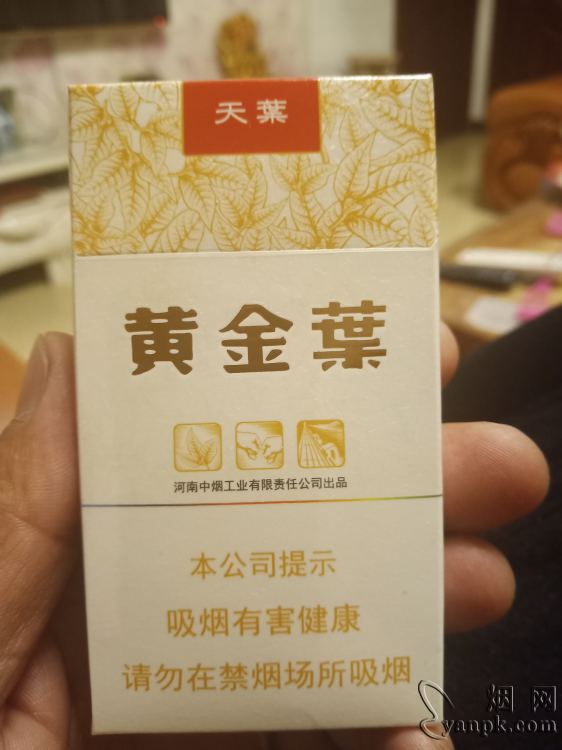 天葉
黄金葉
河南中烟工业有限责任公司出品
本公司提示
吸烟有害健康
请勿在禁烟场所吸烟
烟网
yanpk.com